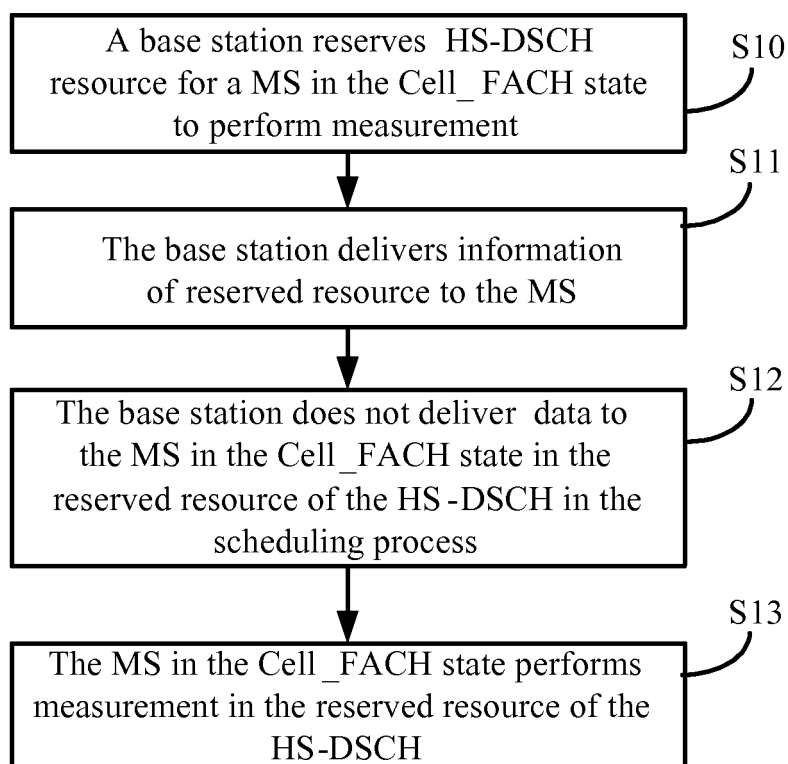 A base station reserves HS-DSCH
resource for a MS in the Cell_ FACH state
to perform measurement
S10
S11
The base station delivers information
of reserved resource to the MS
S12
The base station does not deliver data to
the MS in the Cell_FACH state in the
reserved resource of the HS-DSCH in the
scheduling process
S13
The MS in the Cell_FACH state performs
measurement in the reserved resource of the
HS-DSCH